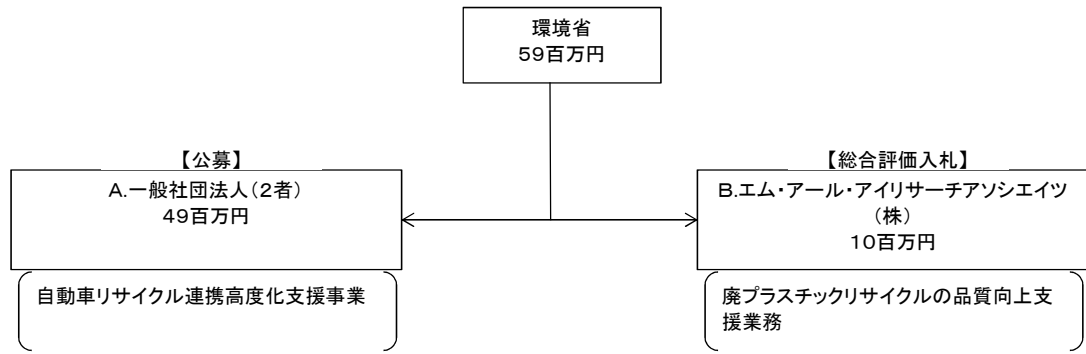 環境省
59百万円
【公募】
A.一般社団法人(2者)
49百万円
自動車リサイクル連携高度化支援事業
【総合評価入札】
B.エム・アール・アイリサーチアソシエイツ
(株)
10百万円
廃プラスチックリサイクルの品質向上支
援業務